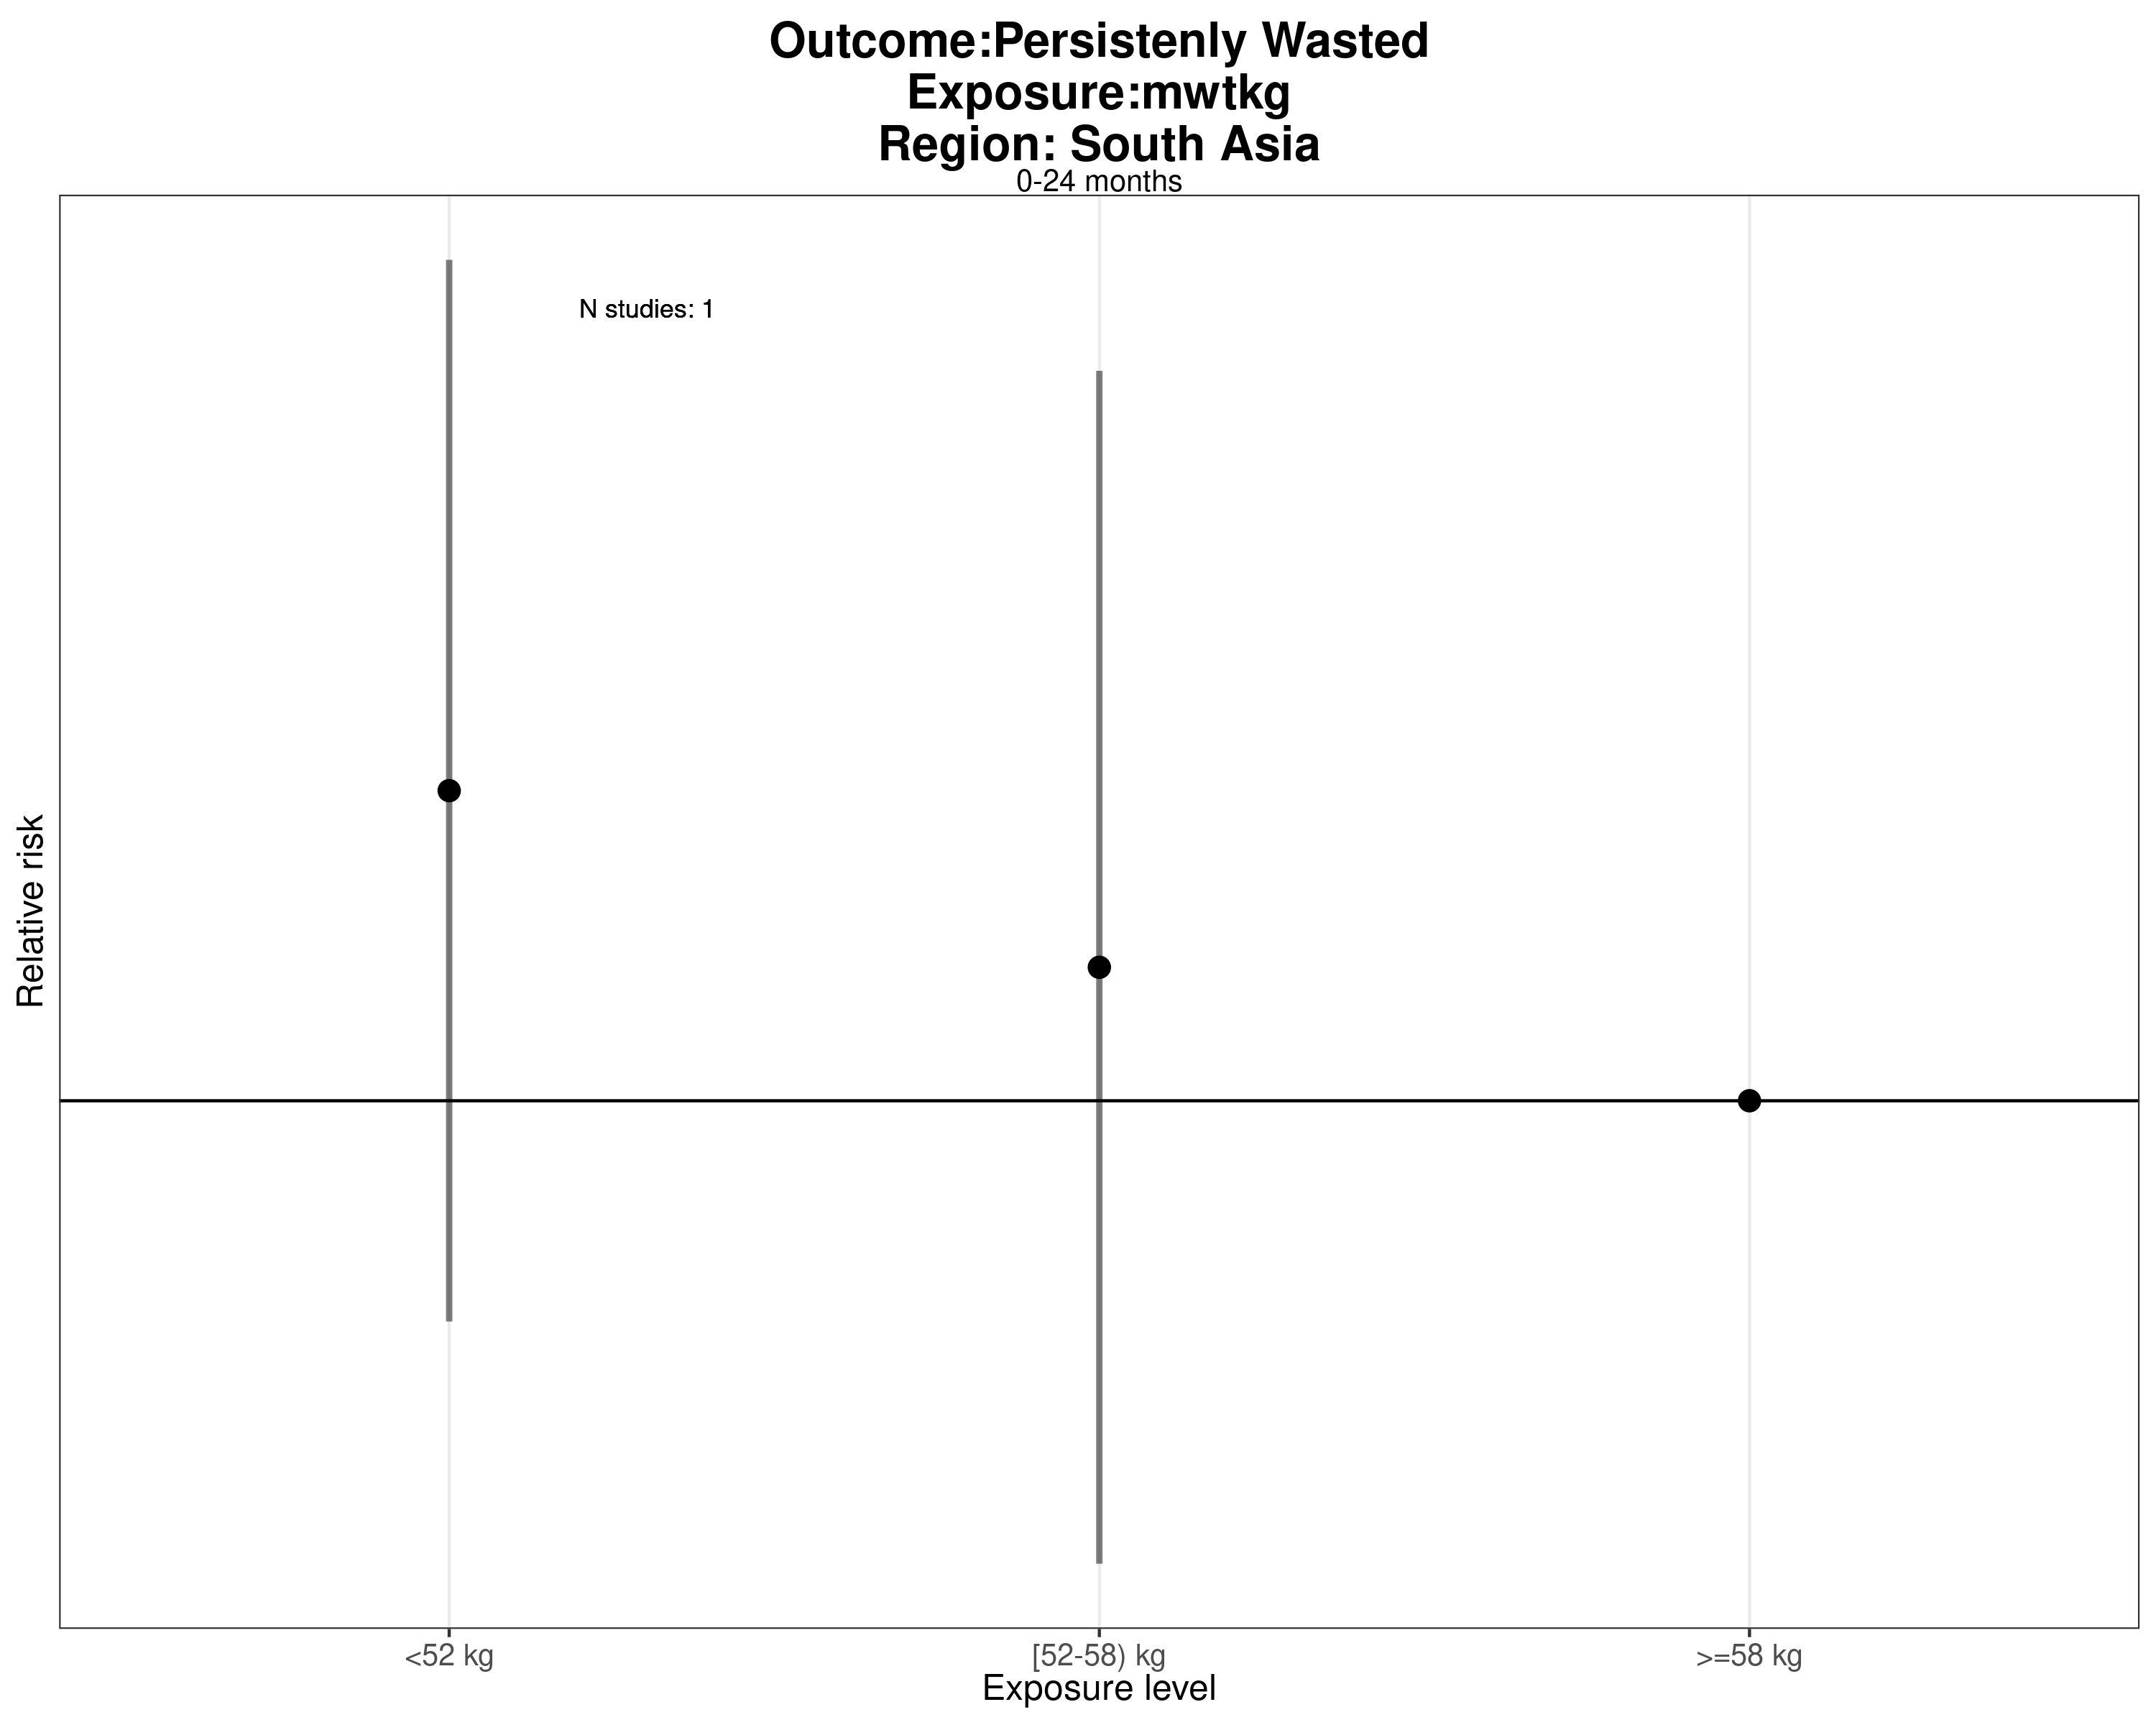 Outcome:Persistenly Wasted
Exposure:mwtkg
Region: South Asia
0-24 months
N studies: 1
Relative risk
<52 kg
[52-58) kg
>=58 kg
Exposure level